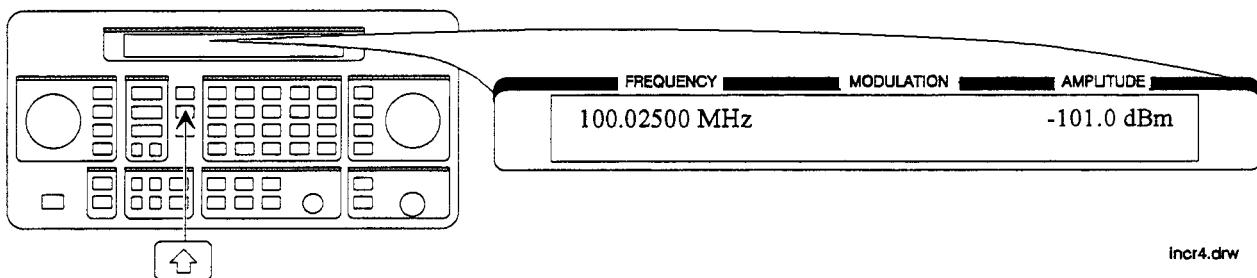 FREQUENCY MODULATION AMPLITUDE
100.02500 MHz -101.0 dBm
incr4.drw